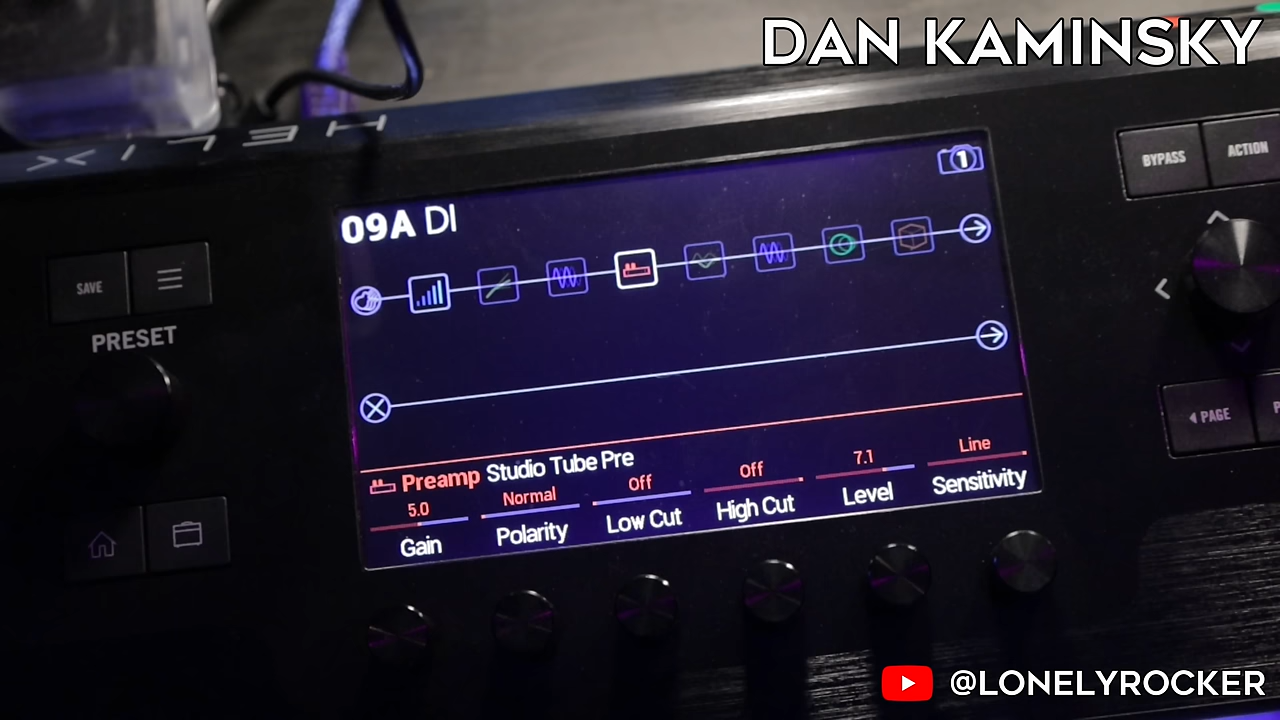 DAN KAMINSKY
HELIX
BYPASS
ACTION
1
09A DI
SAVE
PRESET
PAGE
Preamp Studio Tube Pre
5.0
Normal
Off
Off
7.1
Line
Gain
Polarity
Low Cut
High Cut
Level
Sensitivity
@LONELYROCKER